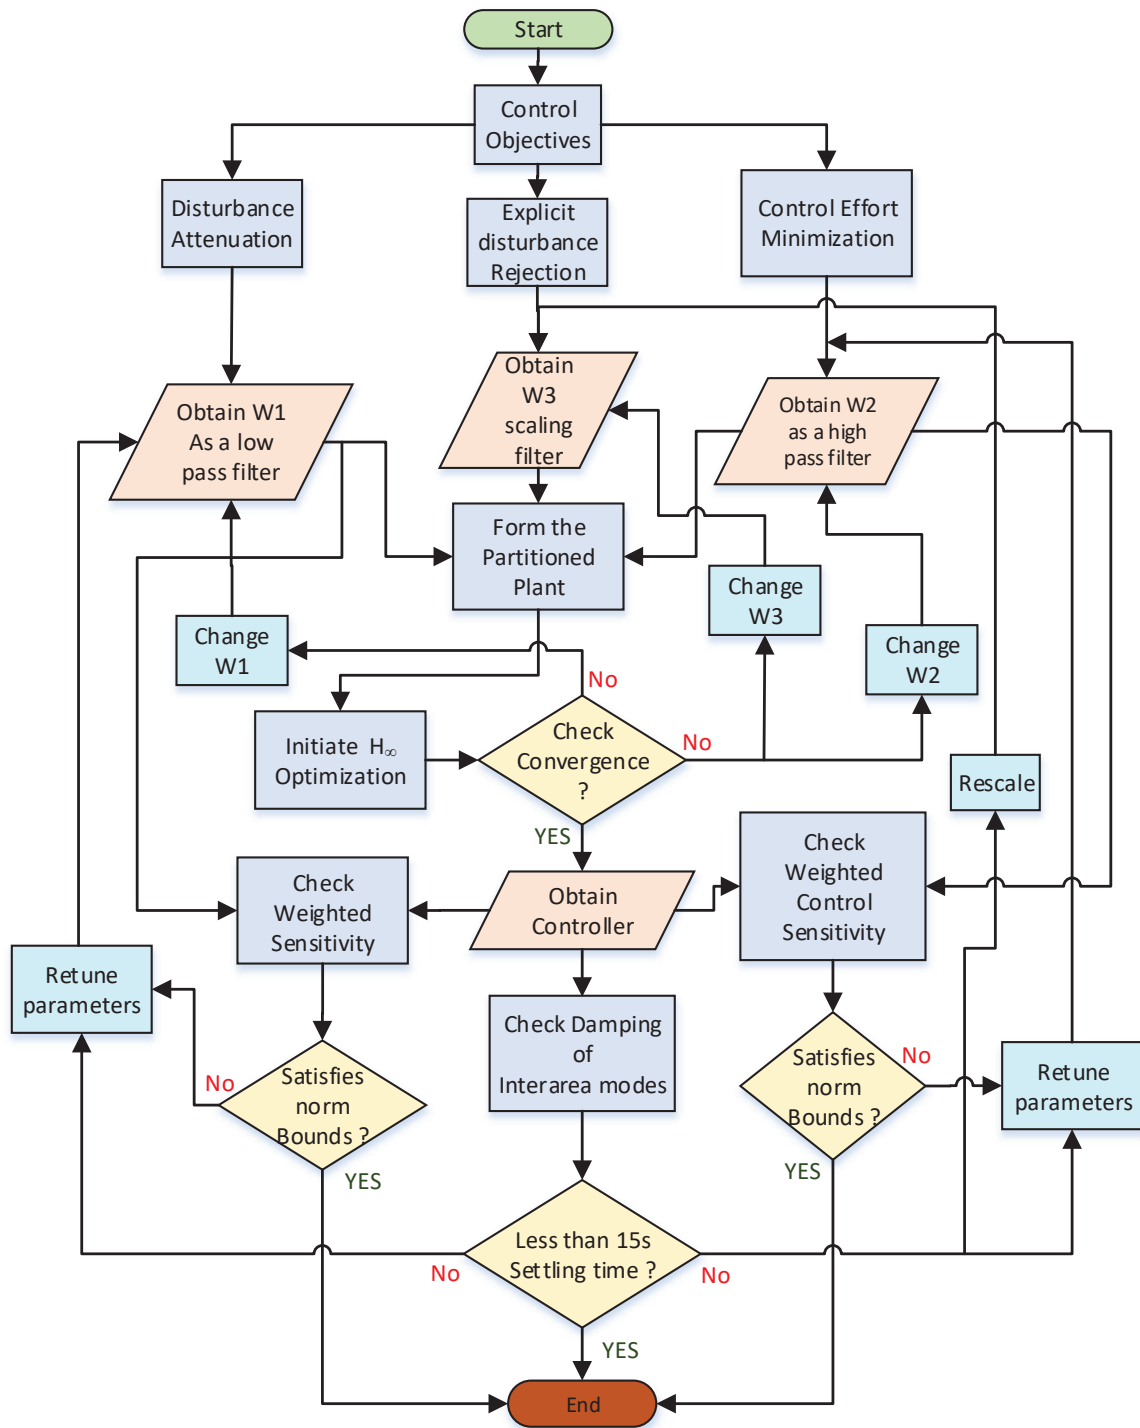 Start
Control
Objectives
Disturbance
Attenuation
Explicit
disturbance
Rejection
Control Effort
Minimization
Obtain W1
As a low
pass filter
Obtain
W3
scaling
filter
Obtain W2
as a high
pass filter
Form the
Partitioned
Plant
Change
W3
Change
W1
Change
W2
No
Initiate H∞
Optimization
Check
Convergence
?
No
Rescale
YES
Check
Weighted
Sensitivity
Obtain
Controller
Check
Weighted
Control
Sensitivity
Retune
parameters
Check Damping
of
Interarea modes
No
Satisfies
norm
Bounds ?
YES
Satisfies
norm
Bounds ?
No
YES
Retune
parameters
Less than 15s
Settling time ?
No
No
YES
End